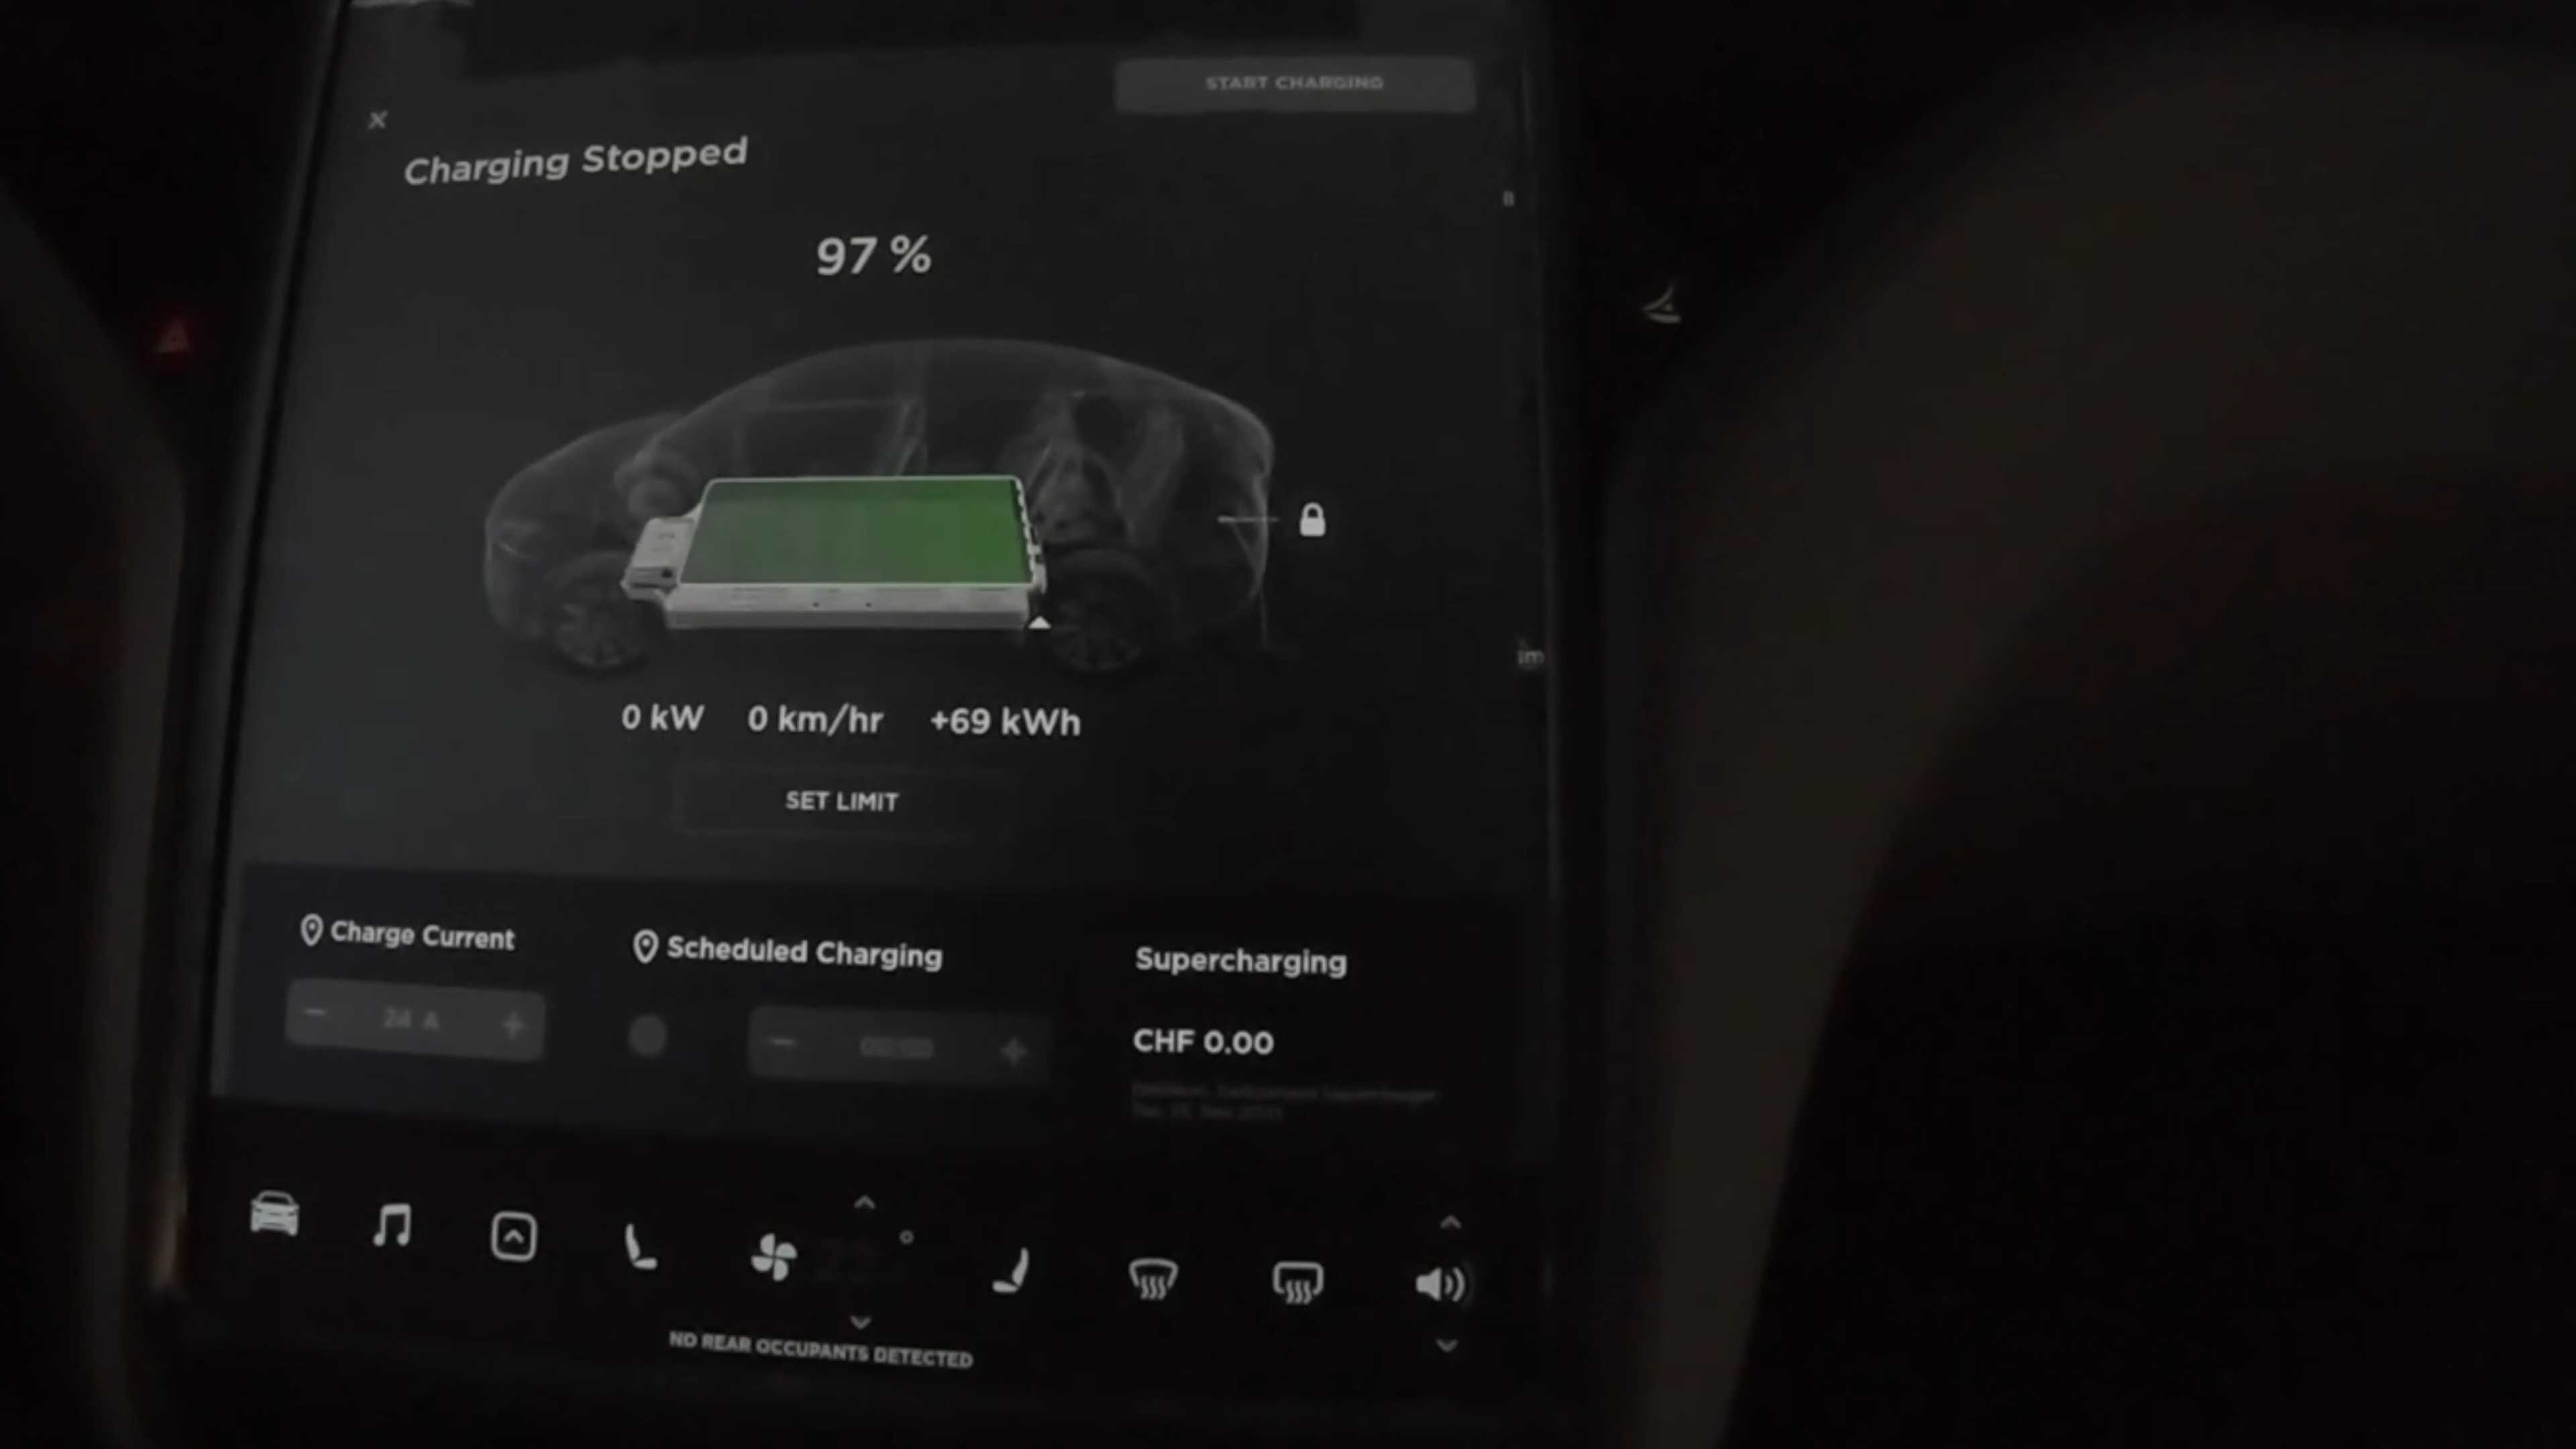 START CHARGING
Charging Stopped
97 %
0 kW 0 km/hr +69 kWh
SET LIMIT
Charge Current
Scheduled Charging
Supercharging
24 A
CHF 0.00
NO REAR OCCUPANTS DETECTED